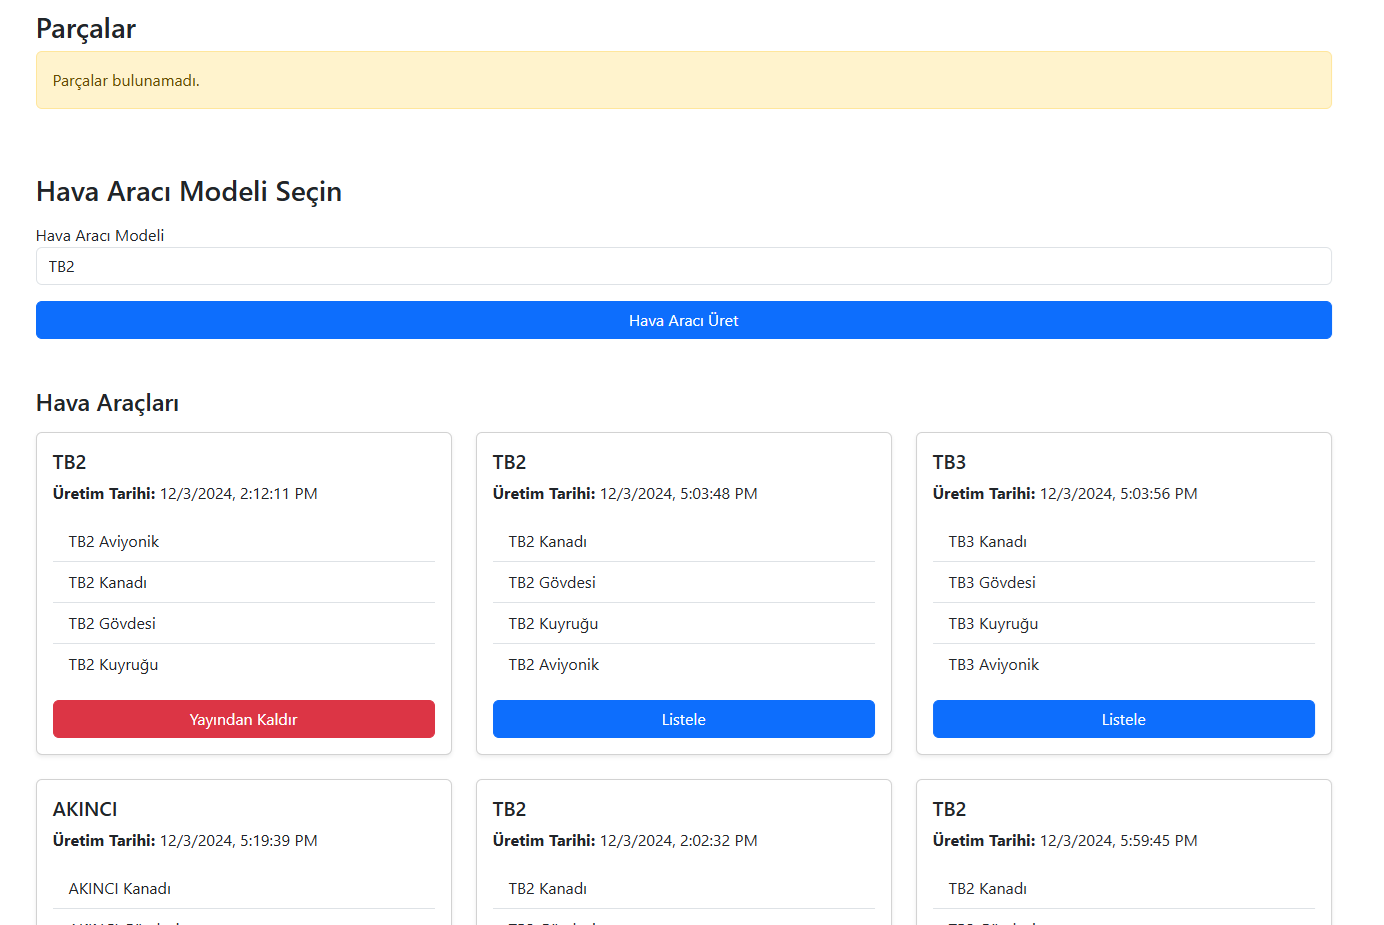 Parçalar
Parçalar bulunamadı.
Hava Aracı Modeli Seçin
Hava Aracı Modeli
TB2
Hava Aracı Üret
Hava Araçları
TB2
Üretim Tarihi: 12/3/2024, 2:12:11 PM
TB2 Aviyonik
TB2 Kanadı
TB2 Gövdesi
TB2 Kuyruğu
Yayından Kaldır
TB2
Üretim Tarihi: 12/3/2024, 5:03:48 PM
TB2 Kanadı
TB2 Gövdesi
TB2 Kuyruğu
TB2 Aviyonik
Listele
TB3
Üretim Tarihi: 12/3/2024, 5:03:56 PM
TB3 Kanadı
TB3 Gövdesi
TB3 Kuyruğu
TB3 Aviyonik
Listele
AKINCI
Üretim Tarihi: 12/3/2024, 5:19:39 PM
AKINCI Kanadı
TB2
Üretim Tarihi: 12/3/2024, 2:02:32 PM
TB2 Kanadı
TB2
Üretim Tarihi: 12/3/2024, 5:59:45 PM
TB2 Kanadı